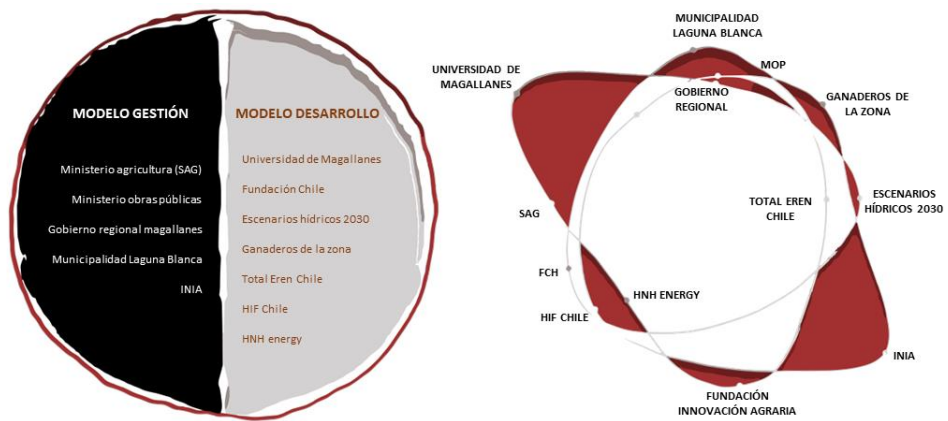 MODELO GESTIÓN
Ministerio agricultura (SAG)
Ministerio obras públicas
Gobierno regional magallanes
Municipalidad Laguna Blanca
INIA
MODELO DESARROLLO
Universidad de Magallanes
Fundación Chile
Escenarios hídricos 2030
Ganaderos de la zona
Total Eren Chile
HIF Chile
HNH energy
MUNICIPALIDAD
LAGUNA BLANCA
UNIVERSIDAD DE
MAGALLANES
MOP
GOBIERNO
REGIONAL
GANADEROS DE
LA ZONA
SAG
TOTAL EREN
CHILE
ESCENARIOS
HÍDRICOS 2030
FCH
HNH ENERGY
HIF CHILE
INIA
FUNDACIÓN
INNOVACIÓN AGRARIA